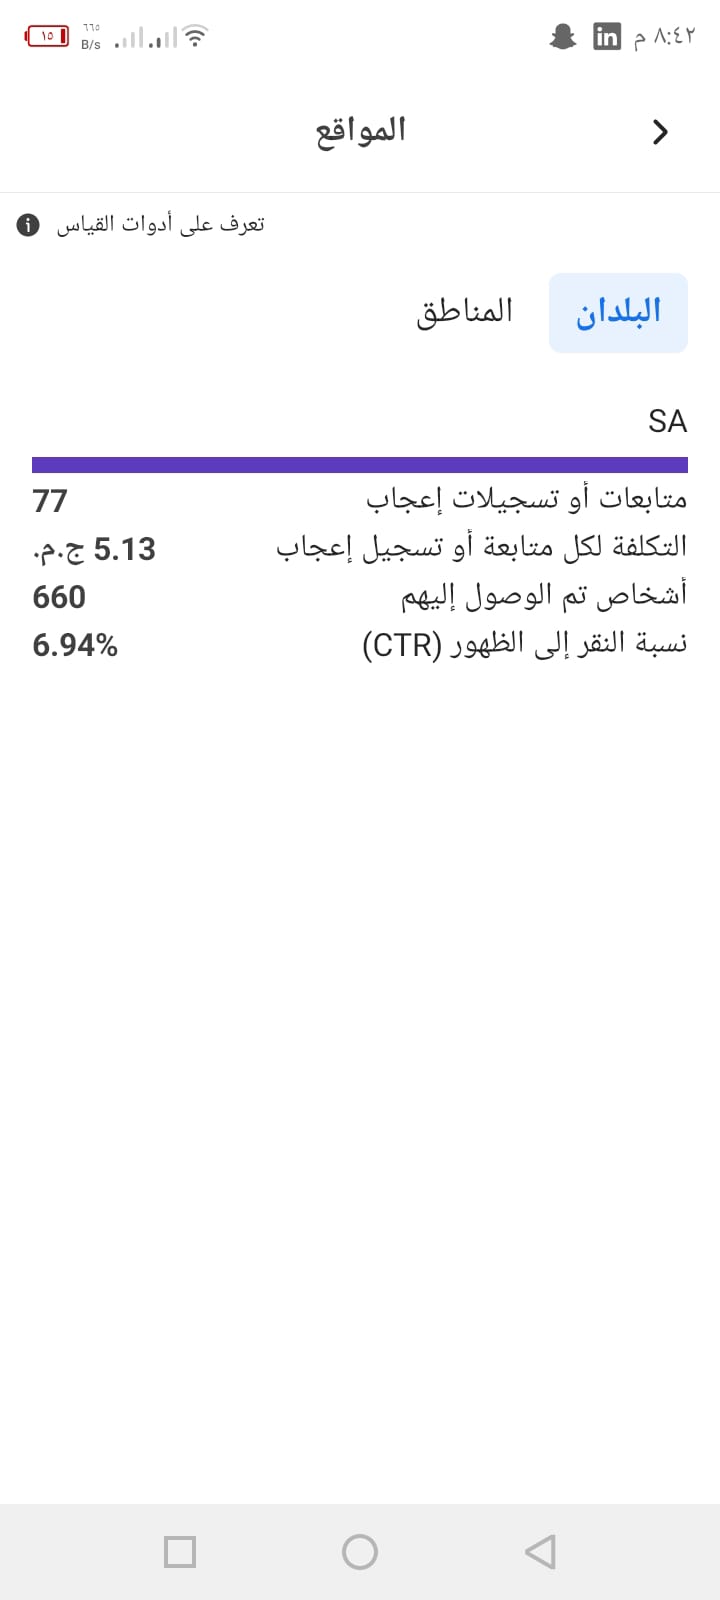 ٨:٤٢ م
in
٦٦٥ B/s
١٥
المواقع
تعرف على أدوات القياس
البلدان
المناطق
SA
متابعات أو تسجيلات إعجاب 77
التكلفة لكل متابعة أو تسجيل إعجاب 5.13 ج.م.
أشخاص تم الوصول إليهم 660
نسبة النقر إلى الظهور (CTR) 6.94%